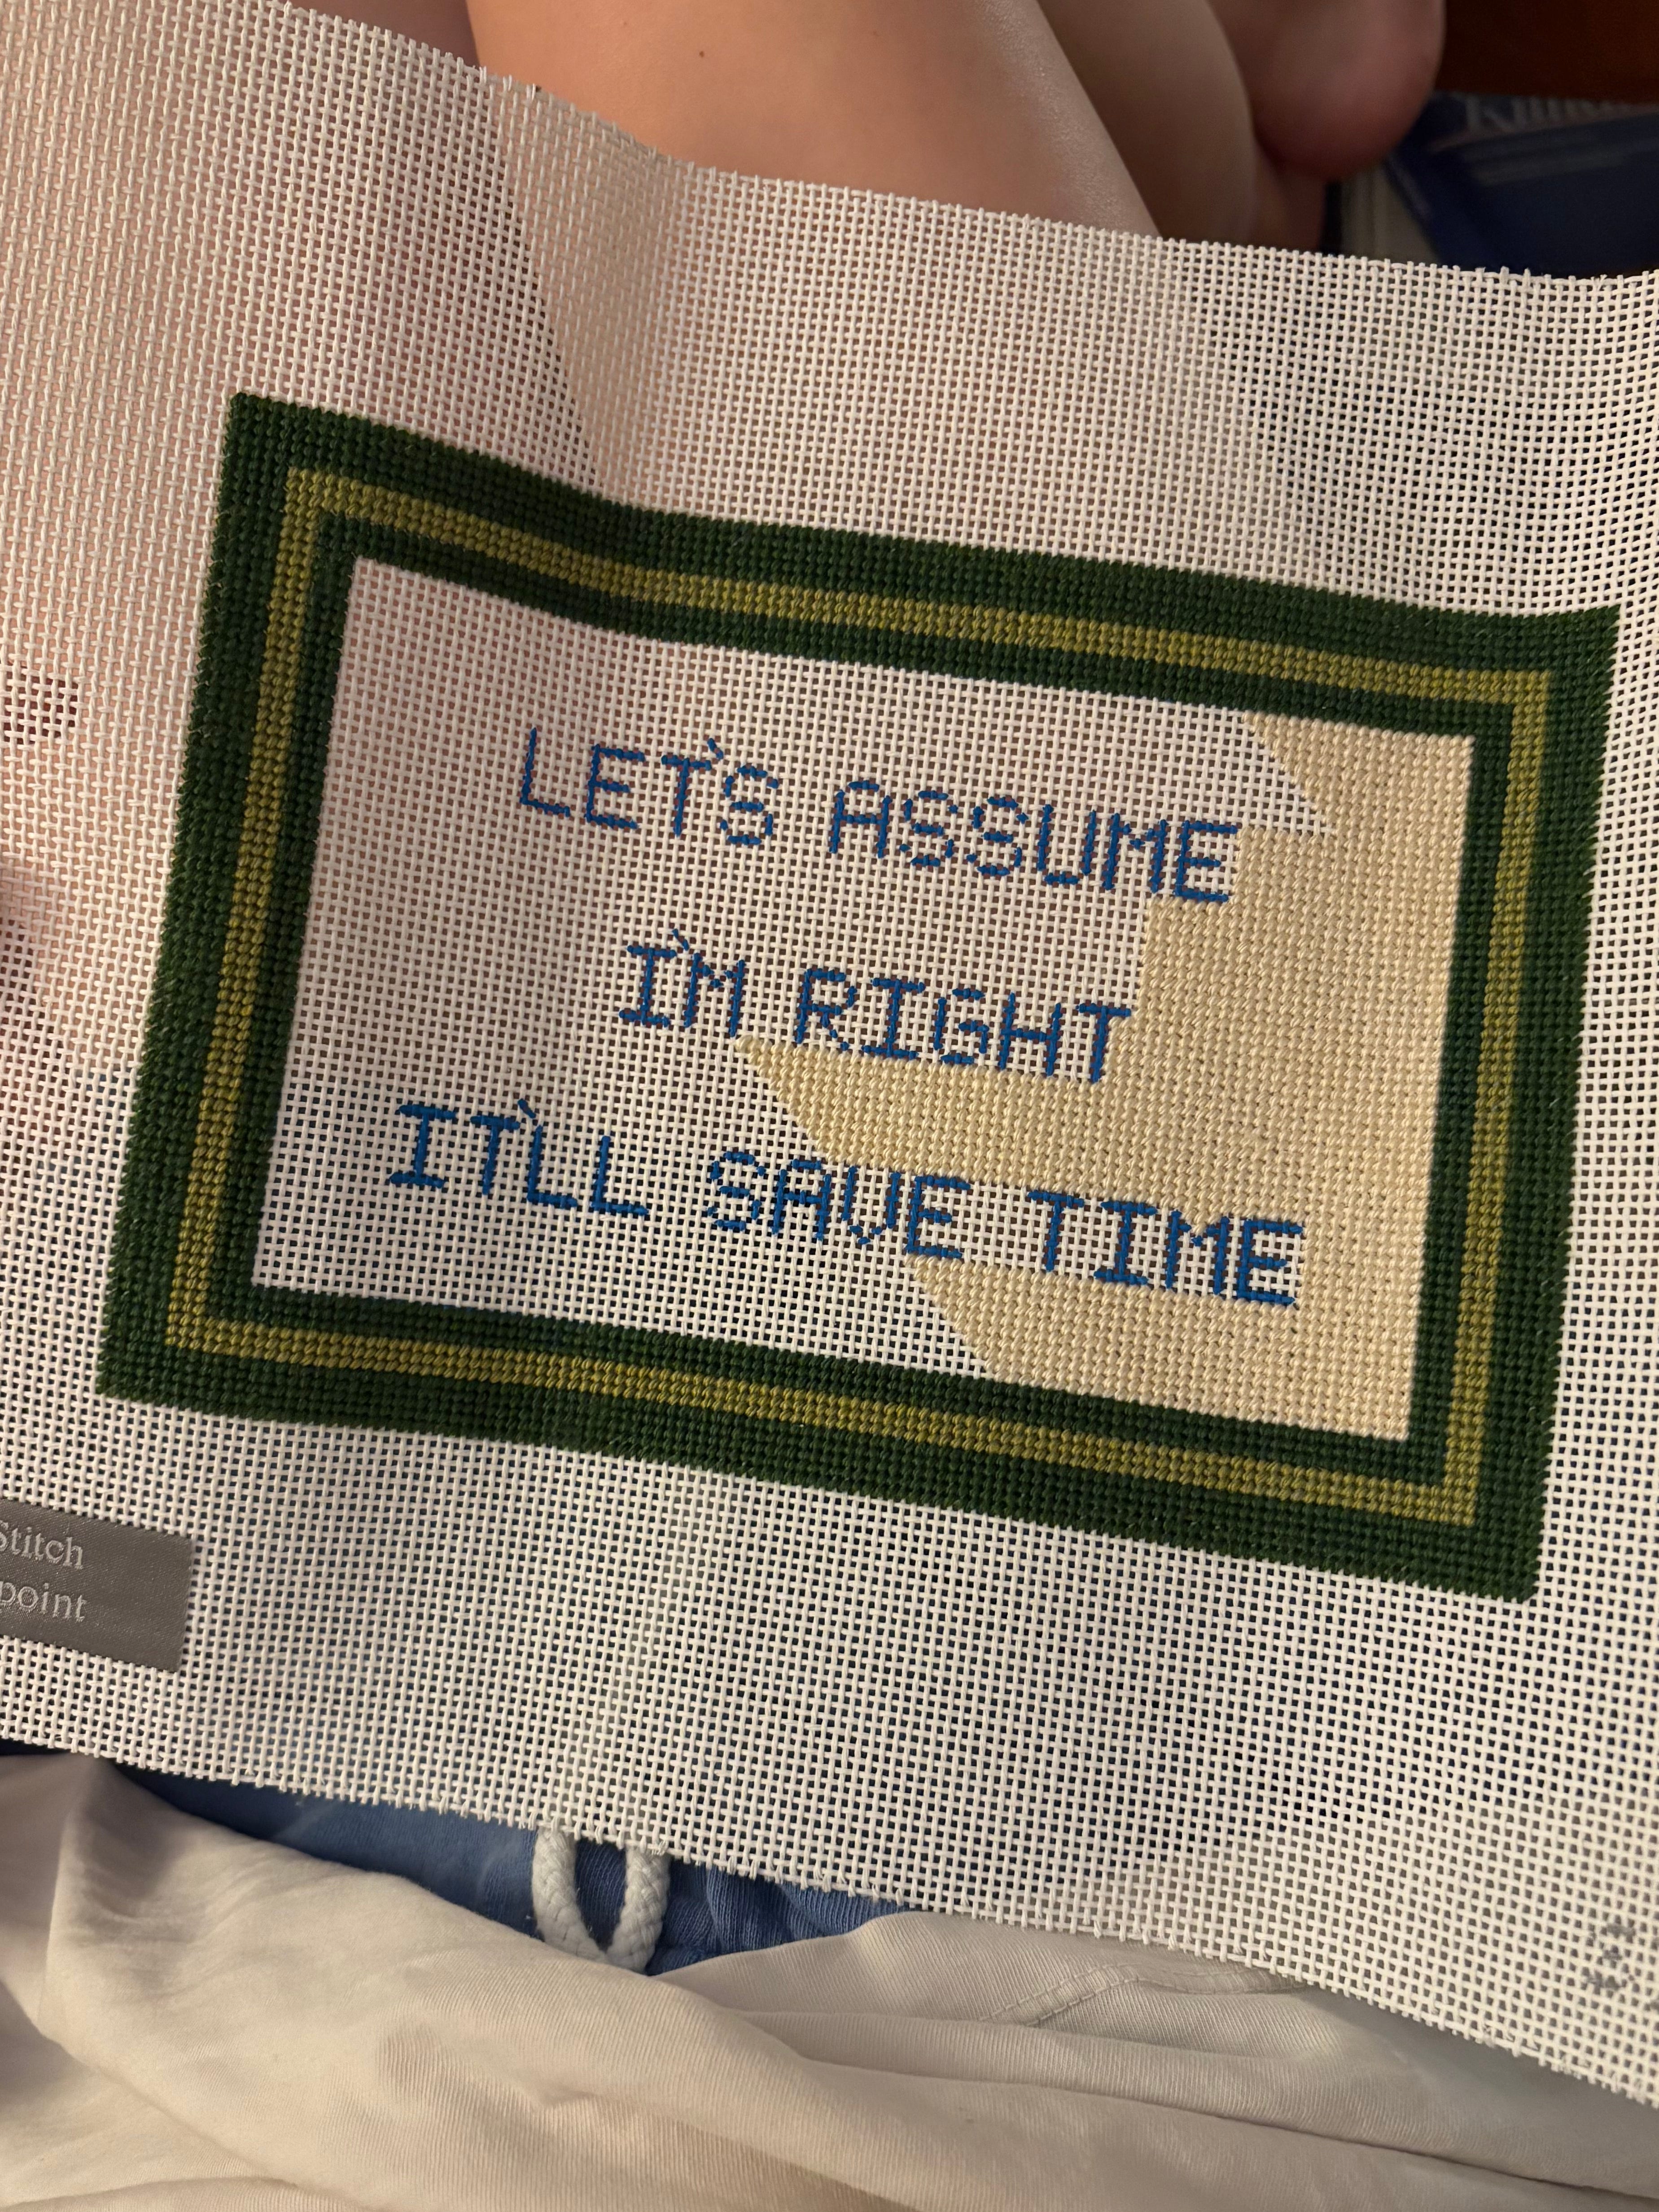 LET'S ASSUME
I'M RIGHT
IT'LL SAVE TIME
Stitch
point